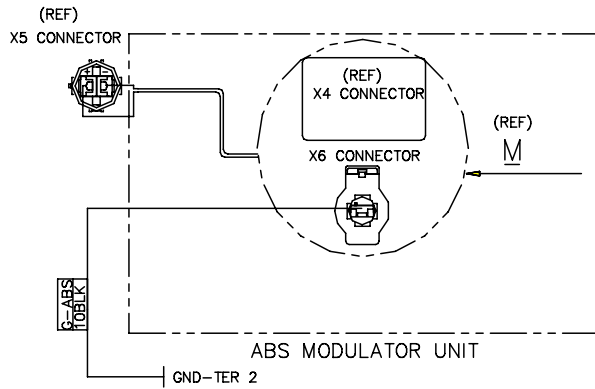 (REF)
X5 CONNECTOR
+ -
(REF)
X4 CONNECTOR
X6 CONNECTOR
(REF)
M
G-ABS
10BLK
ABS MODULATOR UNIT
GND-TER 2